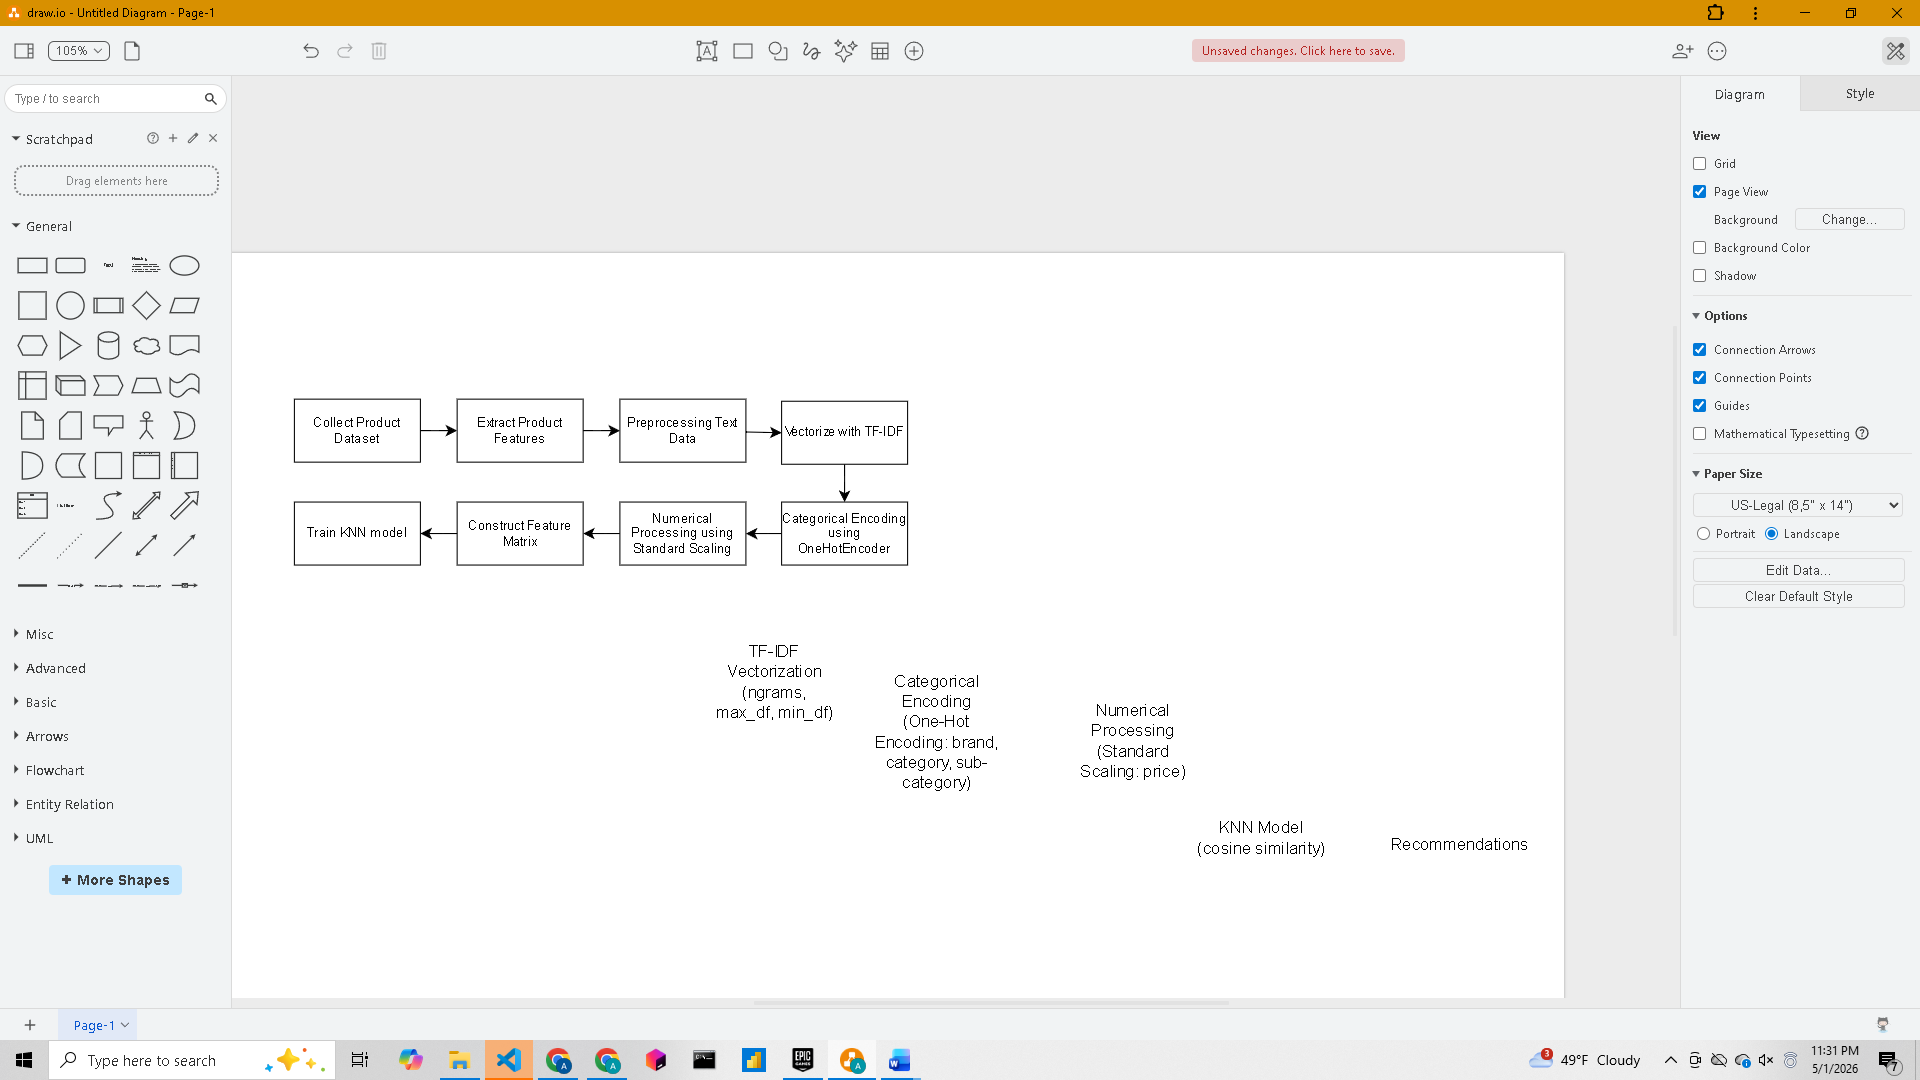 draw.io - Untitled Diagram - Page-1
105%
Unsaved changes. Click here to save.
Type / to search
Scratchpad
Drag elements here
General
Text
Heading
Misc
Advanced
Basic
Arrows
Flowchart
Entity Relation
UML
+ More Shapes
Collect Product
Dataset
Extract Product
Features
Preprocessing Text
Data
Vectorize with TF-IDF
Train KNN model
Construct Feature
Matrix
Numerical
Processing using
Standard Scaling
Categorical Encoding
using
OneHotEncoder
TF-IDF
Vectorization
(ngrams,
max_df, min_df)
Categorical
Encoding
(One-Hot
Encoding: brand,
category, sub-
category)
Numerical
Processing
(Standard
Scaling: price)
KNN Model
(cosine similarity)
Recommendations
Diagram
Style
View
Grid
Page View
Background
Change...
Background Color
Shadow
Options
Connection Arrows
Connection Points
Guides
Mathematical Typesetting
Paper Size
US-Legal (8,5" x 14")
Portrait
Landscape
Edit Data...
Clear Default Style
Page-1
Type here to search
EPIC
GAMES
3
49°F Cloudy
11:31 PM
5/1/2026
7